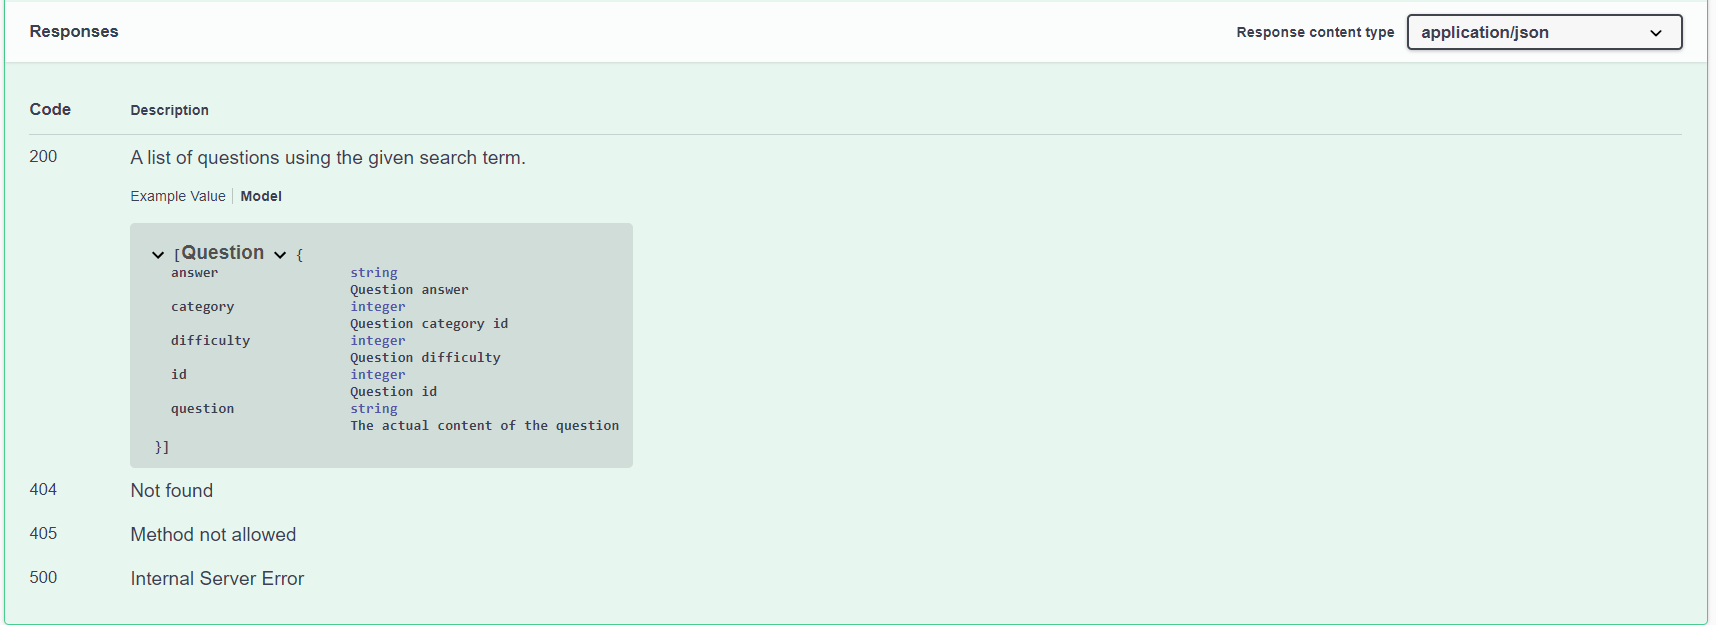 Responses
Response content type application/json
Code Description
200 A list of questions using the given search term.
Example Value Model
[Question {
answer string
Question answer
category integer
Question category id
difficulty integer
Question difficulty
id integer
Question id
question string
The actual content of the question
}]
404 Not found
405 Method not allowed
500 Internal Server Error